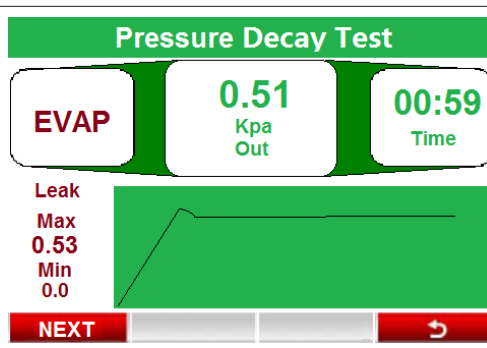 Pressure Decay Test
EVAP
0.51
Kpa
Out
00:59
Time
Leak
Max
0.53
Min
0.0
NEXT